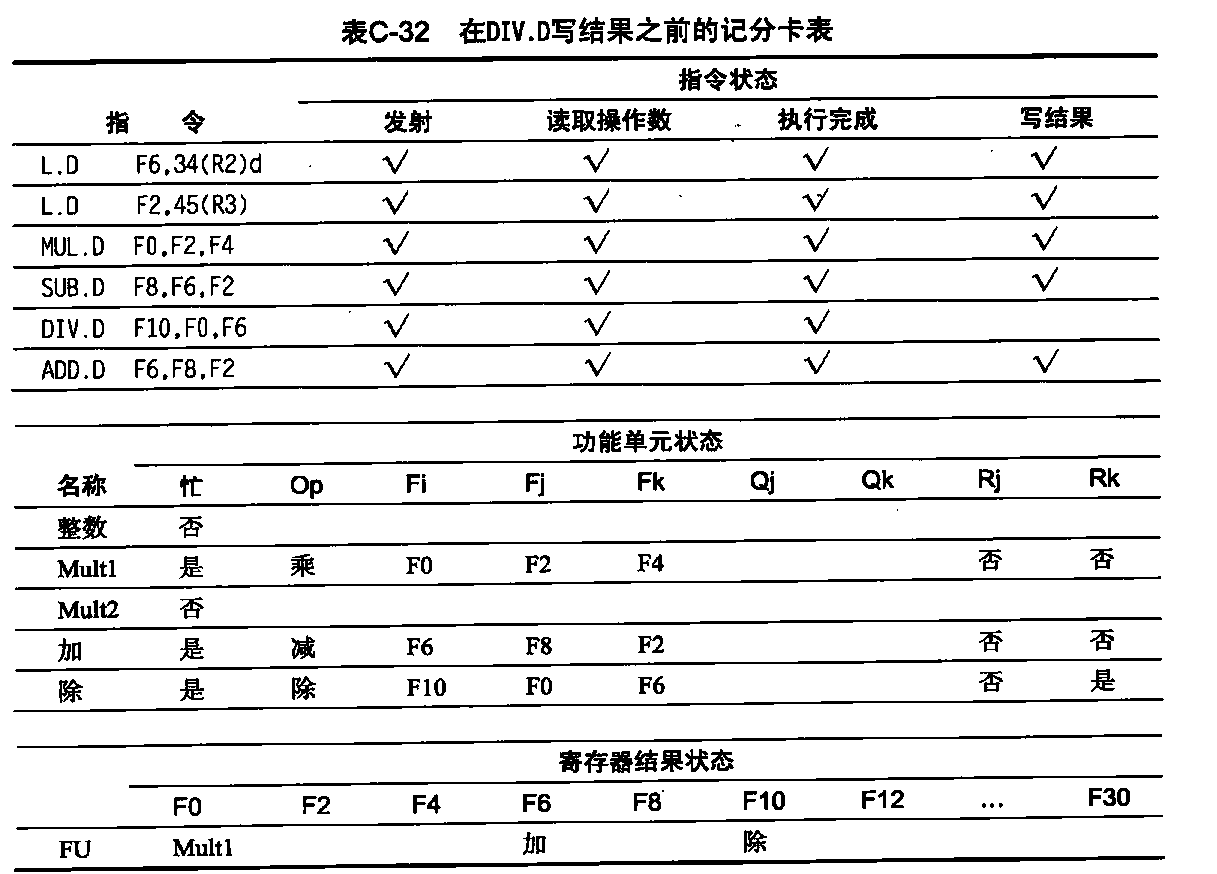 表C-32 在DIV.D写结果之前的记分卡表
指令状态
指 令 发射 读取操作数 执行完成 写结果
L.D F6,34(R2)d √ √ √ √
L.D F2,45(R3) √ √ √ √
MUL.D F0,F2,F4 √ √ √ √
SUB.D F8,F6,F2 √ √ √ √
DIV.D F10,F0,F6 √ √ √
ADD.D F6,F8,F2 √ √ √ √
功能单元状态
名称 忙 Op Fi Fj Fk Qj Qk Rj Rk
整数 否
Mult1 是 乘 F0 F2 F4 否 否
Mult2 否
加 是 减 F6 F8 F2 否 否
除 是 除 F10 F0 F6 否 是
寄存器结果状态
F0 F2 F4 F6 F8 F10 F12 … F30
FU Mult1 加 除